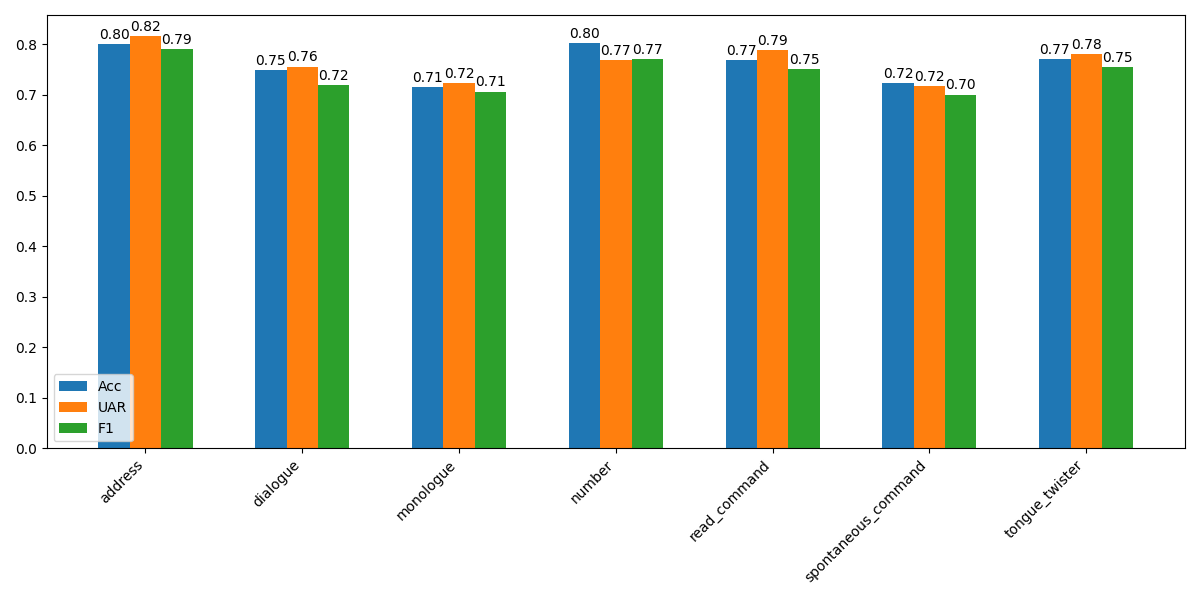 0.80 0.82 0.79 0.75 0.76 0.72 0.71 0.72 0.71 0.80 0.77 0.77 0.77 0.79 0.75 0.72 0.72 0.70 0.77 0.78 0.75
0.8
0.7
0.6
0.5
0.4
0.3
0.2
0.1
0.0
Acc
UAR
F1
address dialogue monologue number read_command spontaneous_command tongue_twister